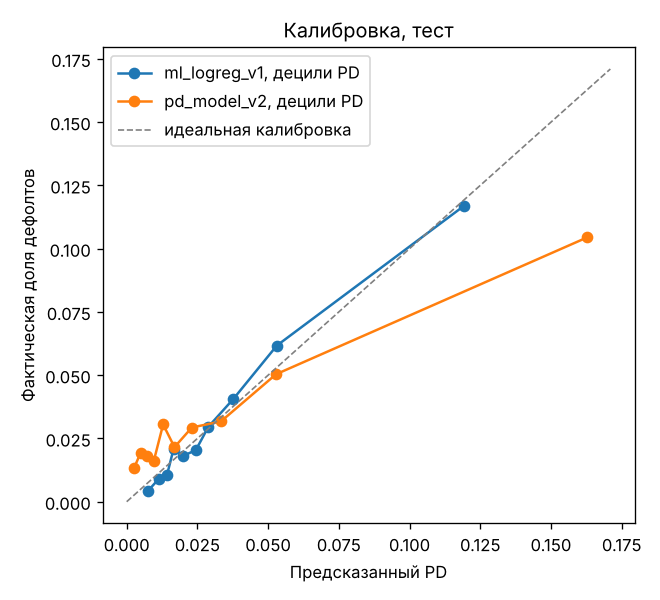 Калибровка, тест
ml_logreg_v1, децили PD
pd_model_v2, децили PD
идеальная калибровка
0.175
0.150
0.125
0.100
0.075
0.050
0.025
0.000
Фактическая доля дефолтов
0.000 0.025 0.050 0.075 0.100 0.125 0.150 0.175
Предсказанный PD